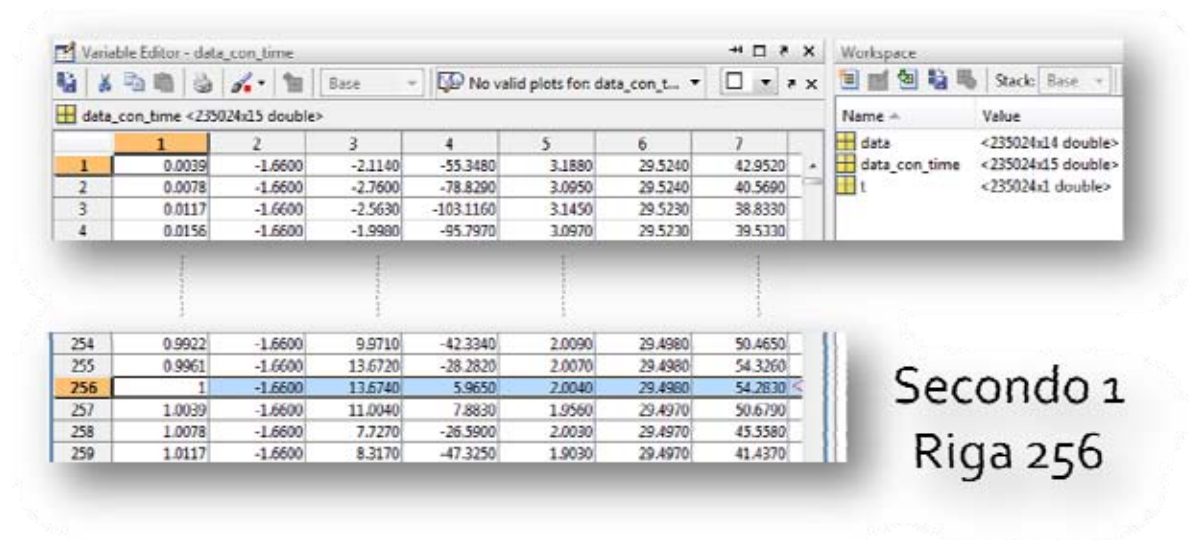 Variable Editor - data_con_time
Base
No valid plots for: data_con_t...
data_con_time <235024x15 double>
1 2 3 4 5 6 7
1 0.0039 -1.6600 -2.1140 -55.3480 3.1880 29.5240 42.9520
2 0.0078 -1.6600 -2.7600 -78.8290 3.0950 29.5240 40.5690
3 0.0117 -1.6600 -2.5630 -103.1160 3.1450 29.5230 38.8330
4 0.0156 -1.6600 -1.9980 -95.7970 3.0970 29.5230 39.5330
Workspace
Stack: Base
Name Value
data <235024x14 double>
data_con_time <235024x15 double>
t <235024x1 double>
254 0.9922 -1.6600 9.9710 -42.3340 2.0090 29.4980 50.4650
255 0.9961 -1.6600 13.6720 -28.2820 2.0070 29.4980 54.3260
256 1 -1.6600 13.6740 5.9650 2.0040 29.4980 54.2830
257 1.0039 -1.6600 11.0040 7.8830 1.9560 29.4970 50.6790
258 1.0078 -1.6600 7.7270 -26.5900 2.0030 29.4970 45.5580
259 1.0117 -1.6600 8.3170 -47.3250 1.9030 29.4970 41.4370
Secondo 1
Riga 256